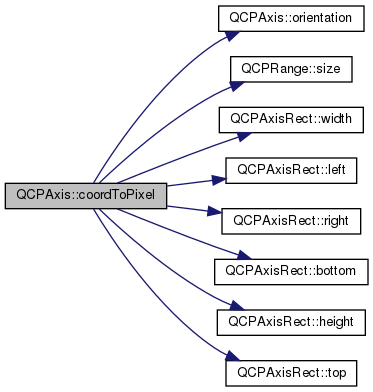 QCPAxis::orientation
QCPRange::size
QCPAxisRect::width
QCPAxisRect::left
QCPAxis::coordToPixel
QCPAxisRect::right
QCPAxisRect::bottom
QCPAxisRect::height
QCPAxisRect::top